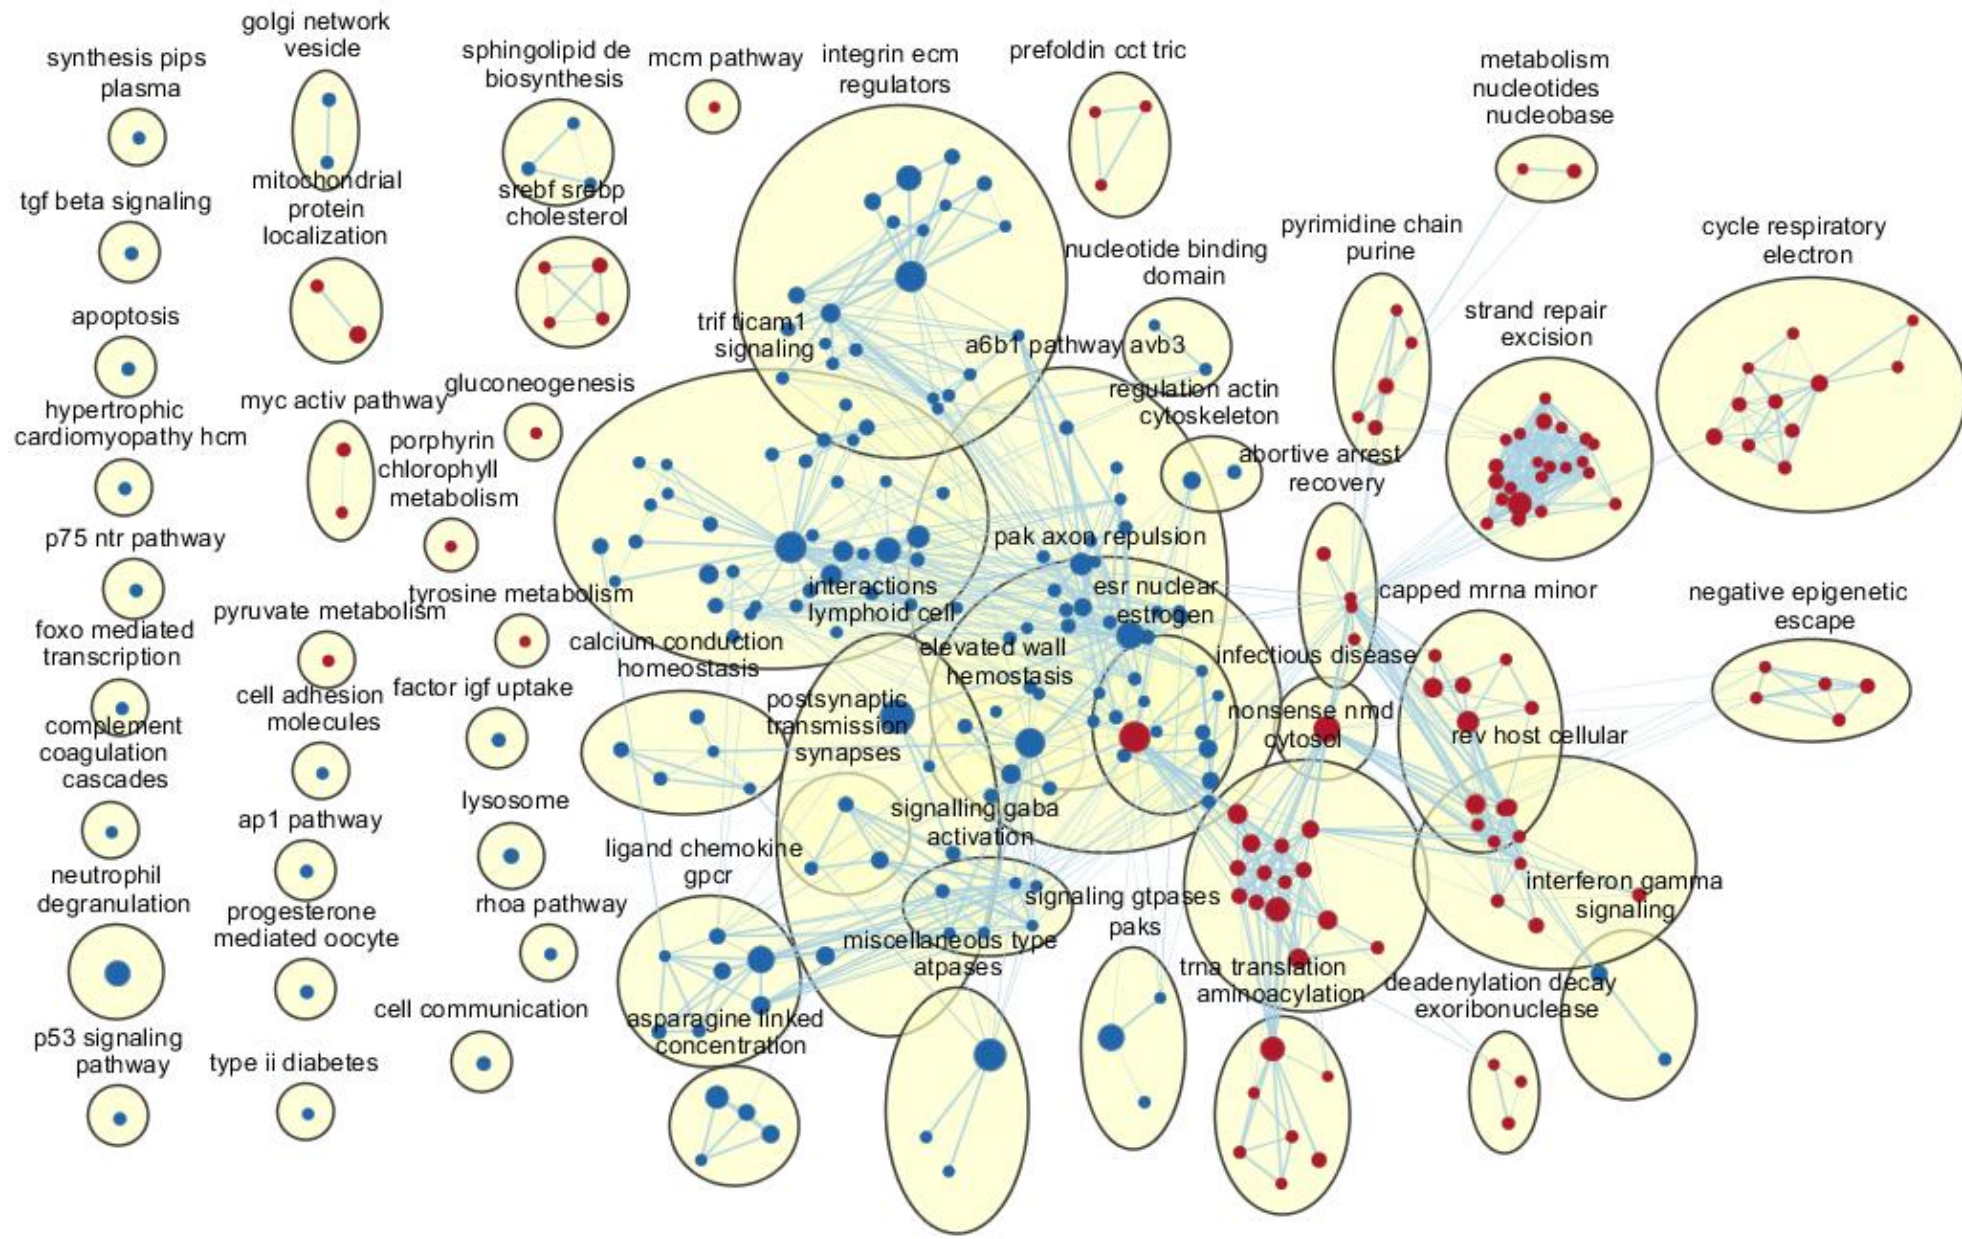 golgi network
vesicle
synthesis pips
plasma
sphingolipid de
biosynthesis
mcm pathway
integrin ecm
regulators
prefoldin cct tric
metabolism
nucleotides
nucleobase
tgf beta signaling
mitochondrial
protein
localization
srebf srebp
cholesterol
nucleotide binding
domain
pyrimidine chain
purine
cycle respiratory
electron
apoptosis
trif ticam1
signaling
a6b1 pathway avb3
strand repair
excision
hypertrophic
cardiomyopathy hcm
myc activ pathway
gluconeogenesis
porphyrin
chlorophyll
metabolism
regulation actin
cytoskeleton
abortive arrest
recovery
p75 ntr pathway
pak axon repulsion
foxo mediated
transcription
pyruvate metabolism
tyrosine metabolism
interactions
lymphoid cell
esr nuclear
estrogen
capped mrna minor
negative epigenetic
escape
calcium conduction
homeostasis
elevated wall
hemostasis
infectious disease
complement
coagulation
cascades
cell adhesion
molecules
factor igf uptake
postsynaptic
transmission
synapses
nonsense nmd
cytosol
rev host cellular
neutrophil
degranulation
ap1 pathway
lysosome
ligand chemokine
gpcr
signalling gaba
activation
signaling gtpases
paks
interferon gamma
signaling
progesterone
mediated oocyte
rhoa pathway
miscellaneous type
atpases
trna translation
aminoacylation
deadenylation decay
exoribonuclease
p53 signaling
pathway
type ii diabetes
cell communication
asparagine linked
concentration